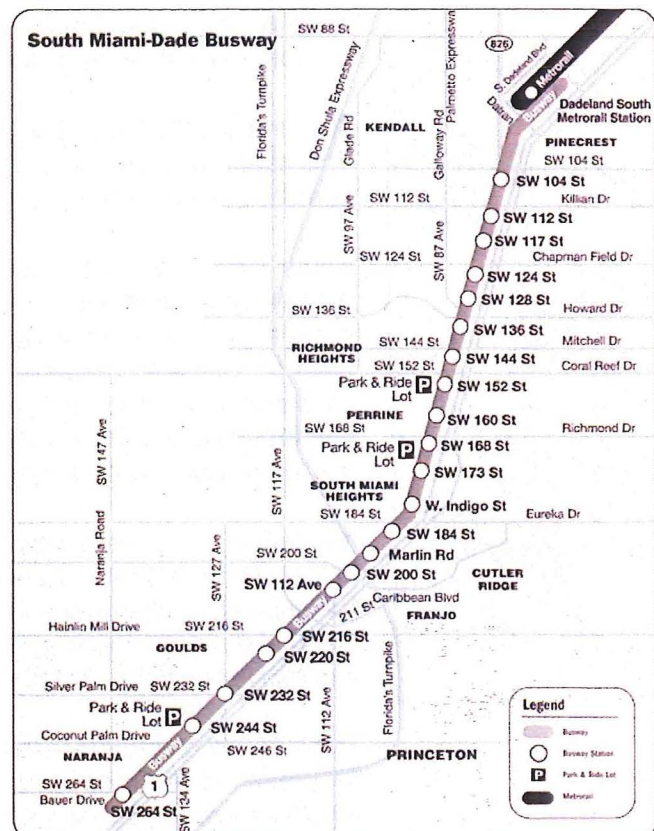 South Miami-Dade Busway
SW 88 St
826
S. Dadeland Blvd
Metrorail
Datran
Busway
Dadeland South
Metrorail Station
Florida's Turnpike
Don Shula Expressway
Glade Rd
KENDALL
Galloway Rd
Palmetto Expresswa
PINECREST
SW 104 St
SW 104 St
SW 112 St
Killian Dr
SW 97 Ave
SW 87 Ave
SW 112 St
SW 117 St
SW 124 St
Chapman Field Dr
SW 124 St
SW 128 St
SW 136 St
Howard Dr
SW 136 St
RICHMOND
HEIGHTS
SW 144 St
Mitchell Dr
SW 144 St
SW 152 St
Coral Reef Dr
Park & Ride
Lot
P
SW 152 St
PERRINE
SW 160 St
SW 168 St
Richmond Dr
Park & Ride
Lot
P
SW 168 St
SW 147 Ave
SW 117 Ave
SW 173 St
SOUTH MIAMI
HEIGHTS
W. Indigo St
SW 184 St
Eureka Dr
SW 184 St
Naranja Road
SW 127 Ave
SW 200 St
Marlin Rd
SW 200 St
SW 112 Ave
CUTLER
RIDGE
Caribbean Blvd
211 St
FRANJO
Busway
Hainlin Mill Drive
SW 216 St
SW 216 St
GOULDS
SW 220 St
Silver Palm Drive
SW 232 St
SW 232 St
SW 112 Ave
Florida's Turnpike
Park & Ride
Lot
P
SW 244 St
Coconut Palm Drive
SW 246 St
Busway
NARANJA
PRINCETON
1
SW 264 St
Bauer Drive
SW 264 St
SW 134 Ave
Legend
Busway
Busway Station
P
Park & Ride Lot
Metrorail